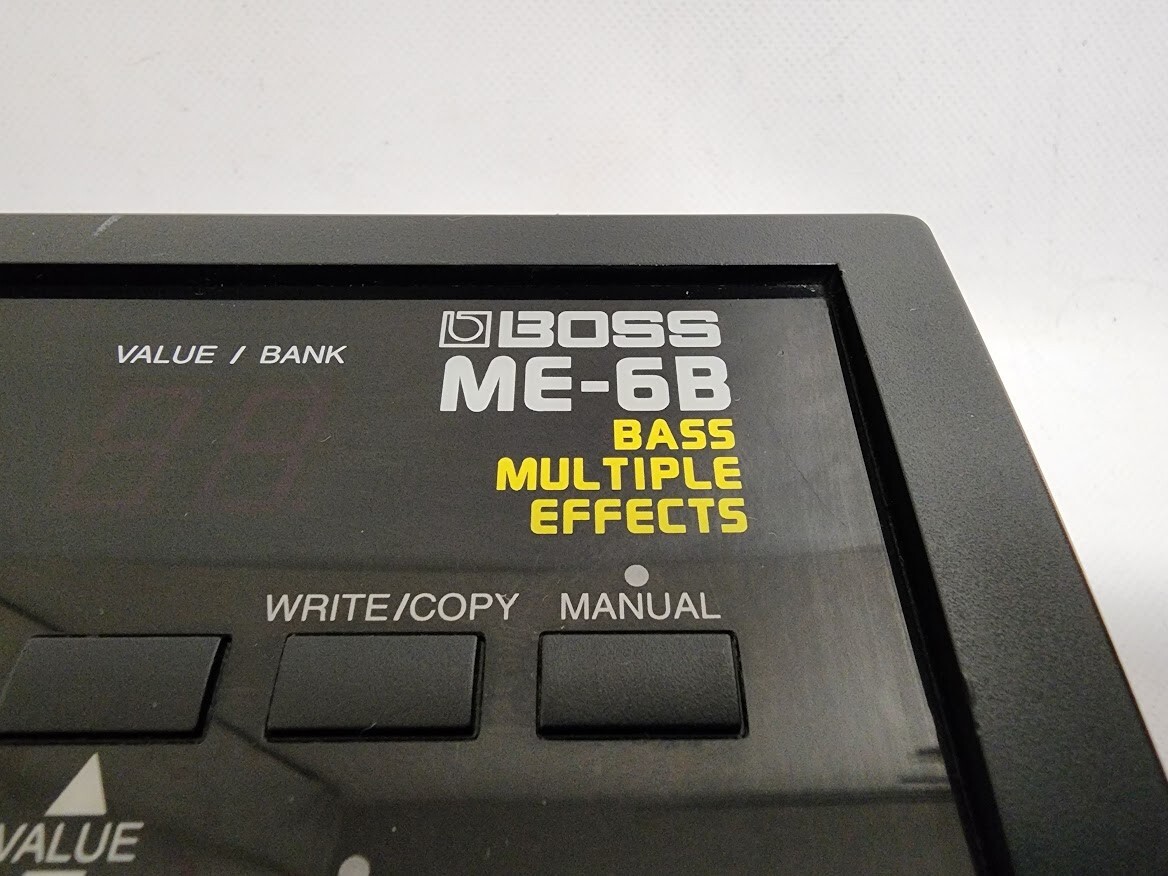 VALUE / BANK
BOSS
ME-6B
BASS
MULTIPLE
EFFECTS
WRITE/COPY
MANUAL
VALUE